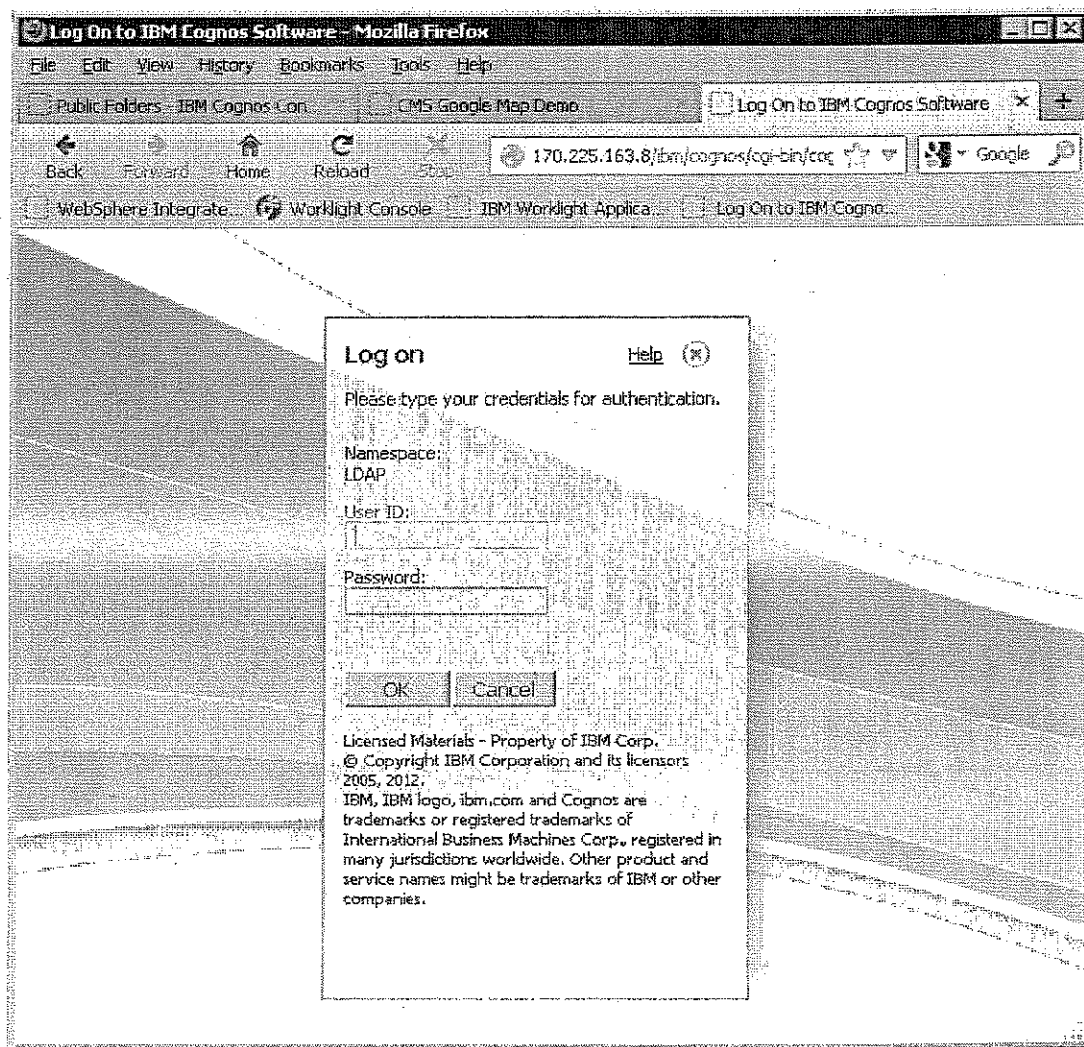 Log On to IBM Cognos Software - Mozilla Firefox
File Edit View History Bookmarks Tools Help
Public Folders - IBM Cognos Con...
CMS Google Map Demo
Log On to IBM Cognos Software × +
Back Forward Home Reload Stop
170.225.163.8/ibm/cognos/cgi-bin/cog
Google
WebSphere Integrate... Worklight Console IBM Worklight Applica... Log On to IBM Cogno...
Log on Help
Please type your credentials for authentication.
Namespace:
LDAP
User ID:
Password:
OK Cancel
Licensed Materials - Property of IBM Corp.
© Copyright IBM Corporation and its licensors
2005, 2012.
IBM, IBM logo, ibm.com and Cognos are
trademarks or registered trademarks of
International Business Machines Corp., registered in
many jurisdictions worldwide. Other product and
service names might be trademarks of IBM or other
companies.